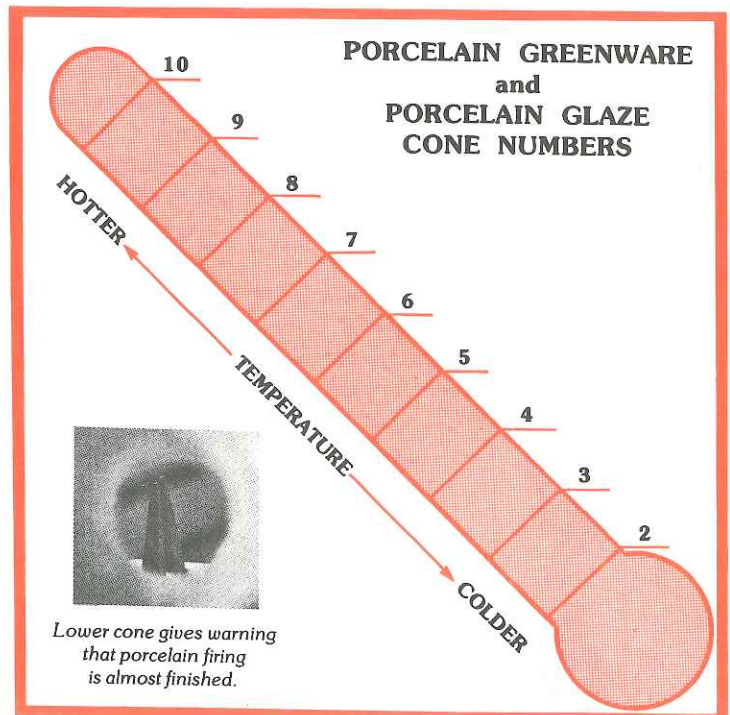 PORCELAIN GREENWARE
and
PORCELAIN GLAZE
CONE NUMBERS
10
9
8
7
6
5
4
3
2
HOTTER
TEMPERATURE
COLDER
Lower cone gives warning
that porcelain firing
is almost finished.